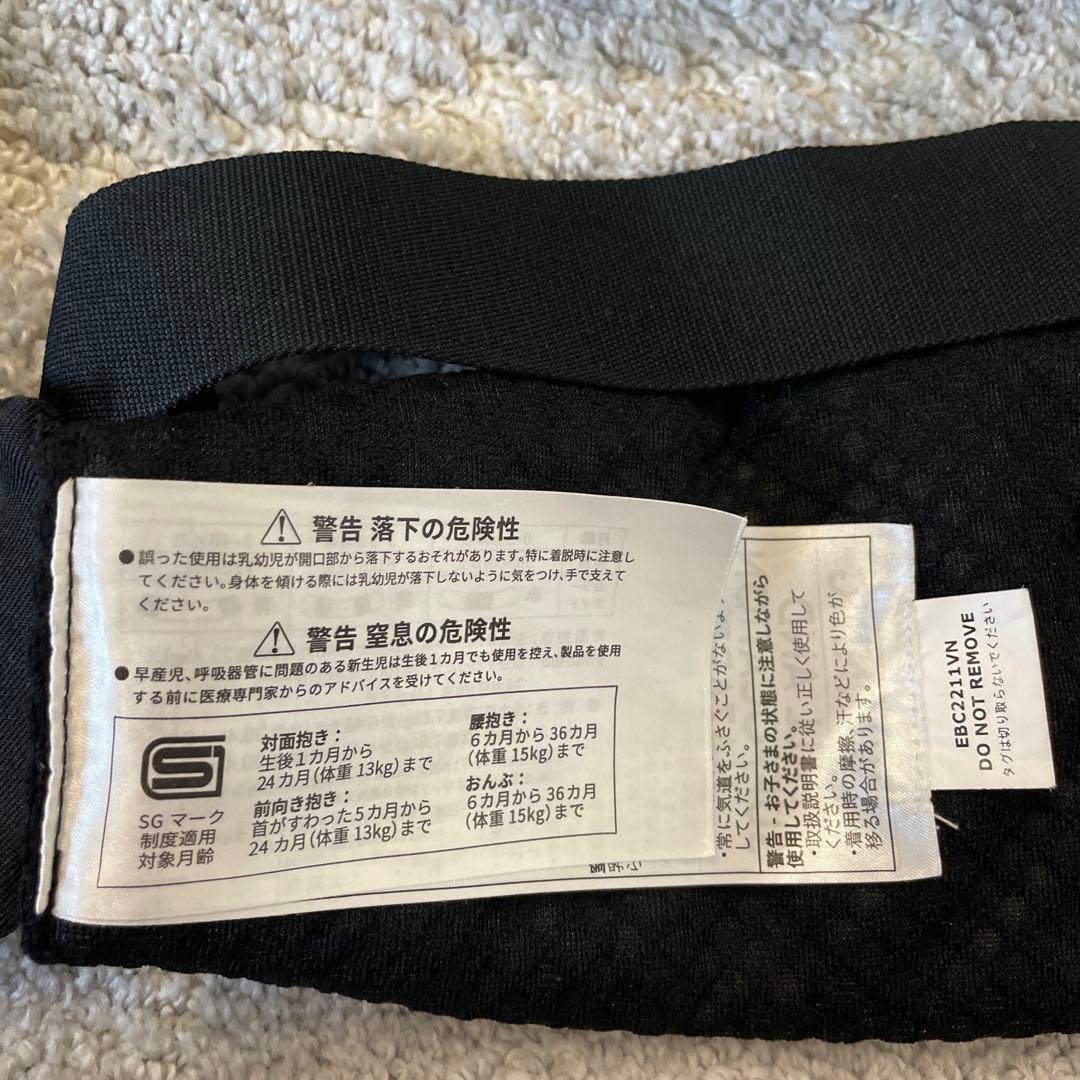 警告 落下の危険性
●誤った使用は乳幼児が開口部から落下するおそれがあります。特に着脱時に注意し
てください。身体を傾ける際には乳幼児が落下しないように気をつけ、手で支えて
ください。
警告 窒息の危険性
●早産児、呼吸器管に問題のある新生児は生後1カ月でも使用を控え、製品を使用
する前に医療専門家からのアドバイスを受けてください。
SG マーク
制度適用
対象月齢
対面抱き：
生後1カ月から
24カ月（体重13kg）まで
前向き抱き：
首がすわった5カ月から
24カ月（体重13kg）まで
腰抱き：
6カ月から36カ月
（体重15kg）まで
おんぶ：
6カ月から36カ月
（体重15kg）まで
・常に気道をふさぐことがないよ
してください。
警告 - お子さまの状態に注意しながら
使用してください。
・取扱説明書に従い正しく使用して
ください。
・着用時の摩擦、汗などにより色が
移る場合があります。
EBC2211VN
DO NOT REMOVE
タグは切り取らないでください